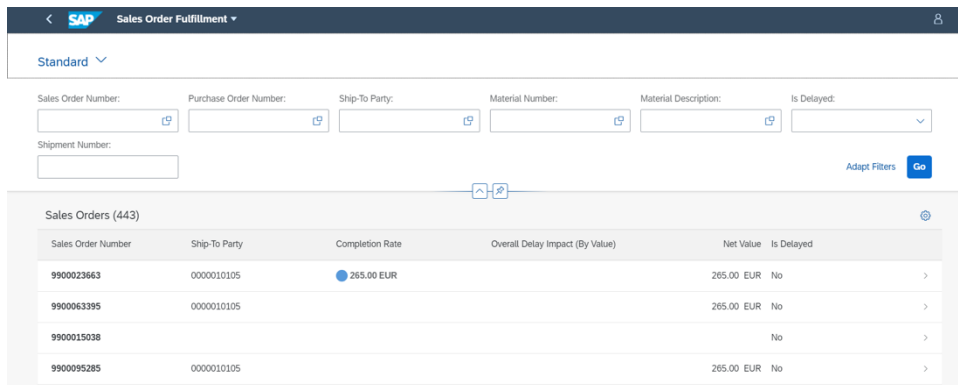 SAP Sales Order Fulfillment
Standard
Sales Order Number: Purchase Order Number: Ship-To Party: Material Number: Material Description: Is Delayed:
Shipment Number:
Adapt Filters Go
Sales Orders (443)
Sales Order Number Ship-To Party Completion Rate Overall Delay Impact (By Value) Net Value Is Delayed
9900023663 0000010105 265.00 EUR 265.00 EUR No
9900063395 0000010105 265.00 EUR No
9900015038 No
9900095285 0000010105 265.00 EUR No